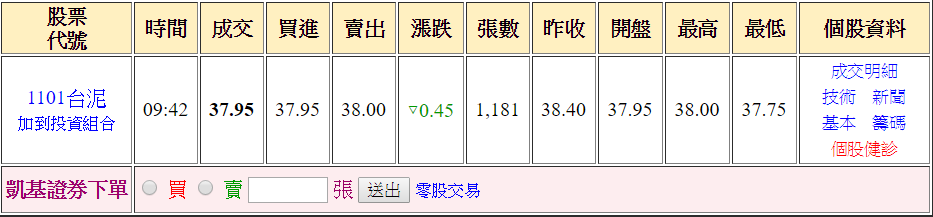 股票
代號
時間 成交 買進 賣出 漲跌 張數 昨收 開盤 最高 最低 個股資料
1101台泥
加到投資組合
09:42 37.95 37.95 38.00 ▽0.45 1,181 38.40 37.95 38.00 37.75
成交明細
技術 新聞
基本 籌碼
個股健診
凱基證券下單 買 賣 張 送出 零股交易